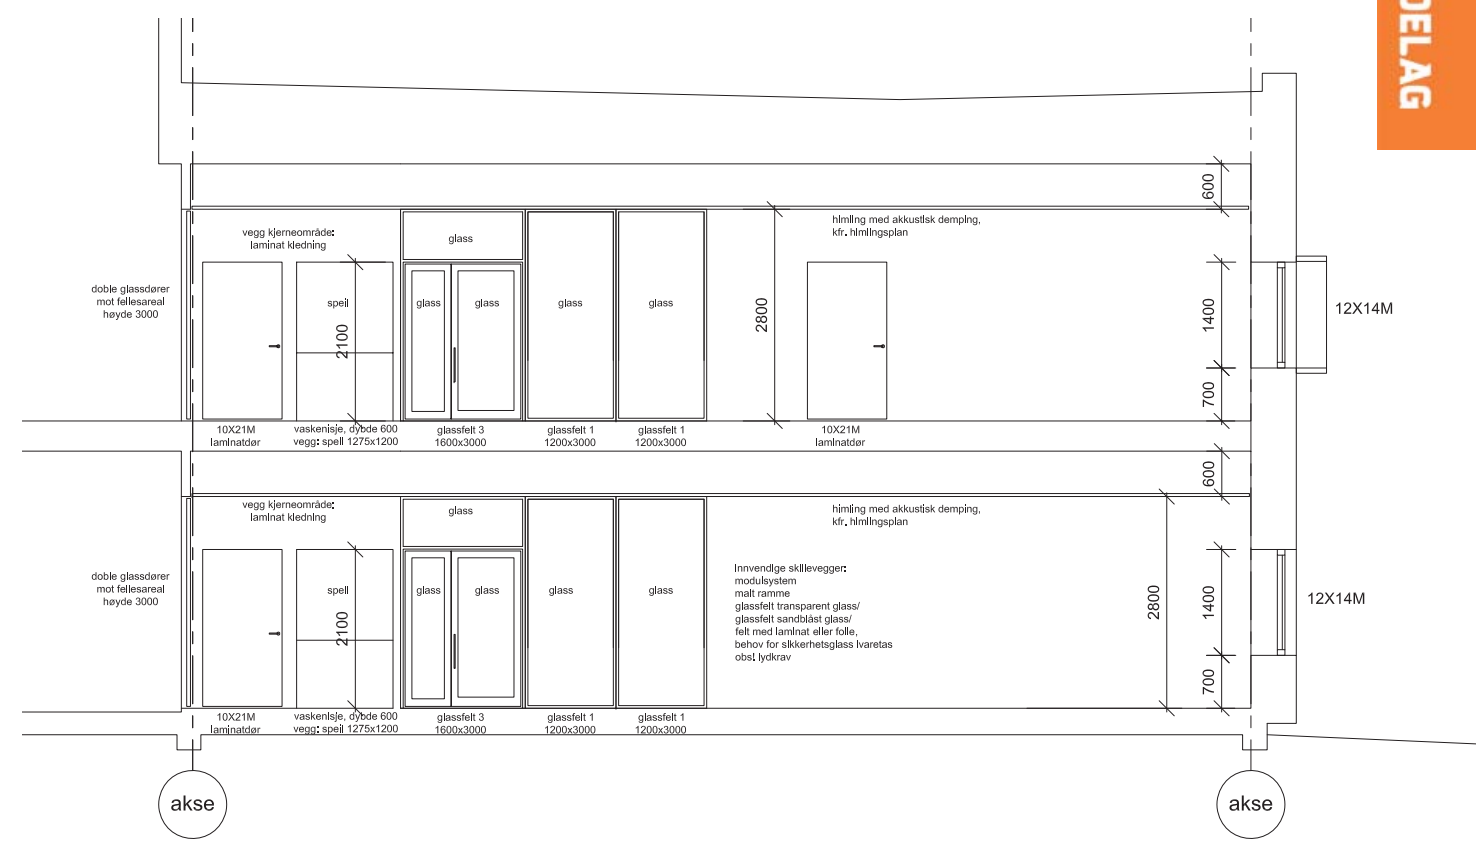 DELAG
600
vegg kjerneområde:
laminat kledning
glass
himling med akkustisk demping,
kfr. himlingsplan
doble glassdører
mot fellesareal
høyde 3000
speil
2100
glass
glass
glass
glass
2800
1400
12X14M
700
10X21M
laminatdør
vaskenisje, dybde 600
vegg: speil 1275x1200
glassfelt 3
1600x3000
glassfelt 1
1200x3000
glassfelt 1
1200x3000
10X21M
laminatdør
600
vegg kjerneområde:
laminat kledning
glass
himling med akkustisk demping,
kfr. himlingsplan
doble glassdører
mot fellesareal
høyde 3000
speil
2100
glass
glass
glass
glass
Innvendige skillevegger:
modulsystem
malt ramme
glassfelt transparent glass/
glassfelt sandblåst glass/
felt med laminat eller folie,
behov for sikkerhetsglass ivaretas
obs! lydkrav
2800
1400
12X14M
700
10X21M
laminatdør
vaskenisje, dybde 600
vegg: speil 1275x1200
glassfelt 3
1600x3000
glassfelt 1
1200x3000
glassfelt 1
1200x3000
akse
akse